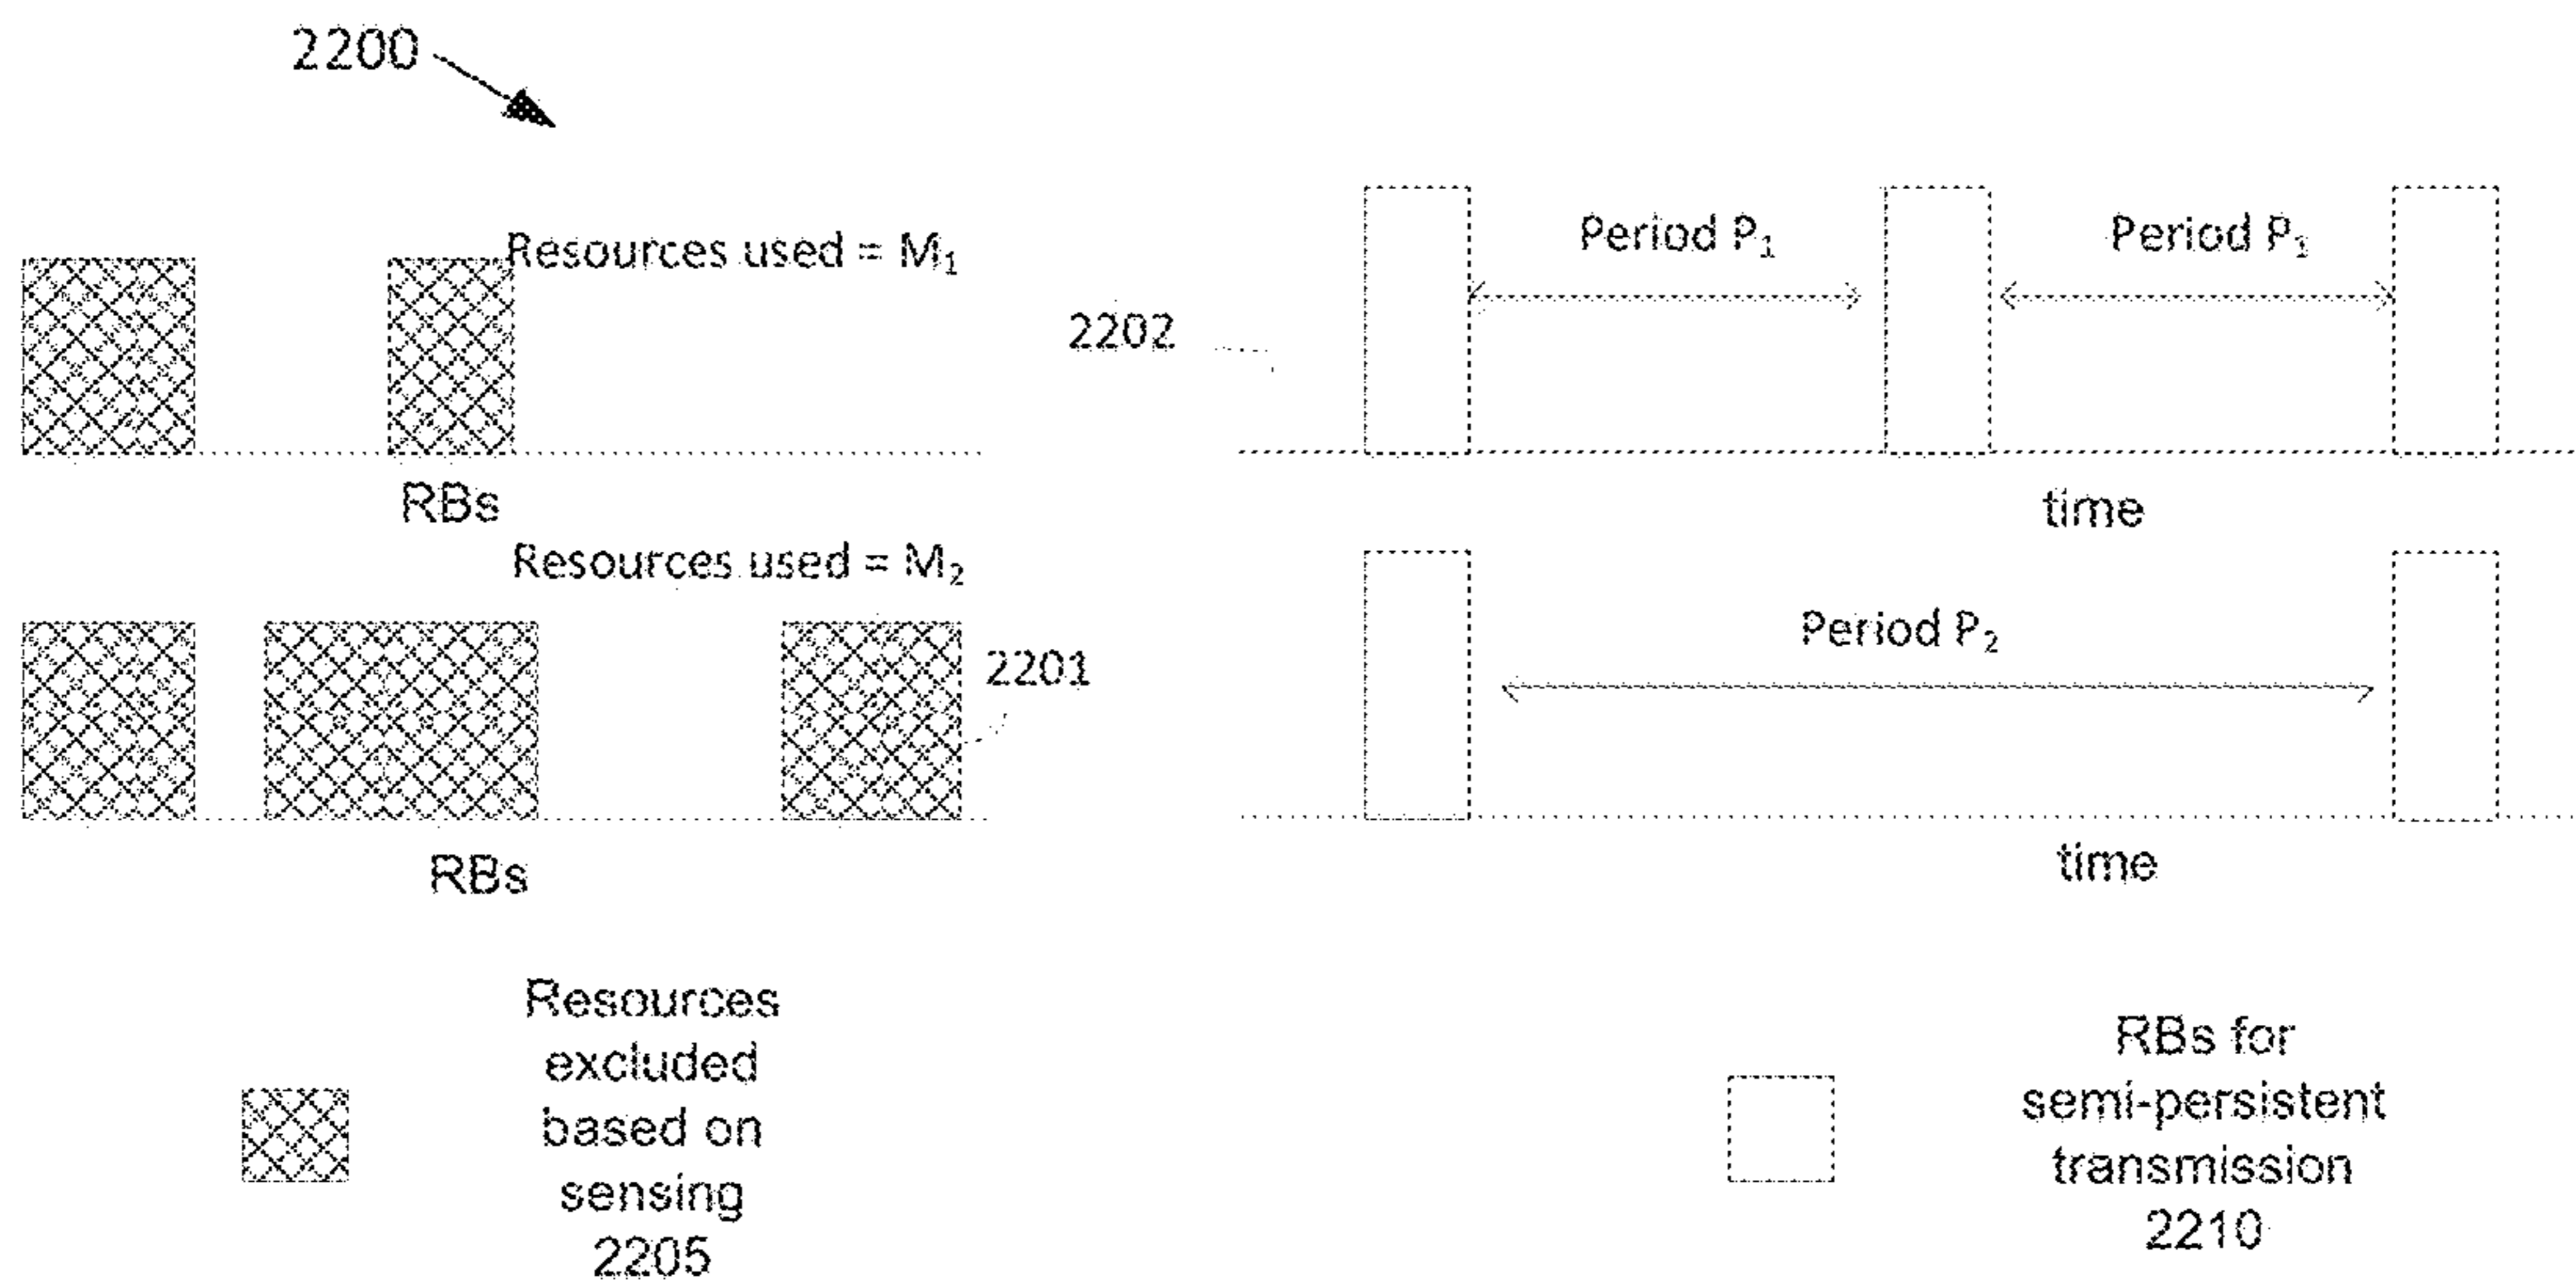 2200
Resources used = M₁
Period P₁
Period P₁
2202
RBs
time
Resources used = M₂
Period P₂
2201
RBs
time
Resources
excluded
based on
sensing
2205
RBs for
semi-persistent
transmission
2210